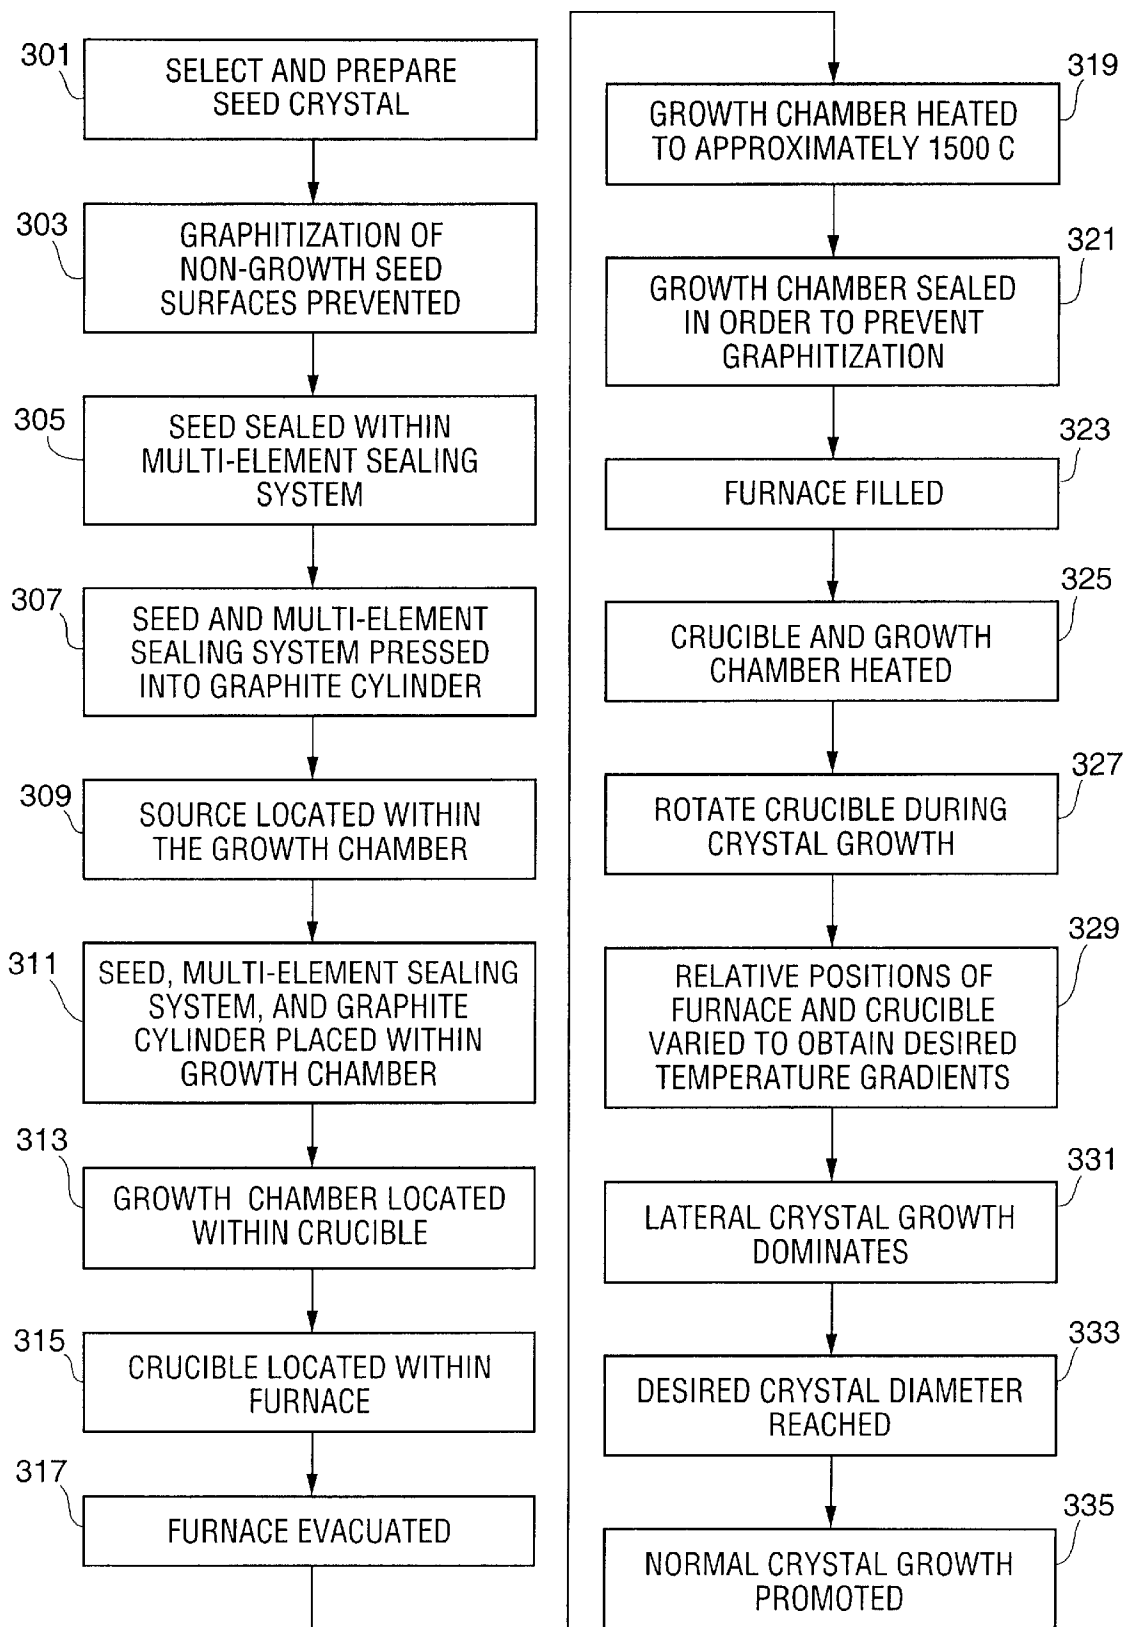 301
SELECT AND PREPARE
SEED CRYSTAL
303
GRAPHITIZATION OF
NON-GROWTH SEED
SURFACES PREVENTED
305
SEED SEALED WITHIN
MULTI-ELEMENT SEALING
SYSTEM
307
SEED AND MULTI-ELEMENT
SEALING SYSTEM PRESSED
INTO GRAPHITE CYLINDER
309
SOURCE LOCATED WITHIN
THE GROWTH CHAMBER
311
SEED, MULTI-ELEMENT SEALING
SYSTEM, AND GRAPHITE
CYLINDER PLACED WITHIN
GROWTH CHAMBER
313
GROWTH CHAMBER LOCATED
WITHIN CRUCIBLE
315
CRUCIBLE LOCATED WITHIN
FURNACE
317
FURNACE EVACUATED
319
GROWTH CHAMBER HEATED
TO APPROXIMATELY 1500 C
321
GROWTH CHAMBER SEALED
IN ORDER TO PREVENT
GRAPHITIZATION
323
FURNACE FILLED
325
CRUCIBLE AND GROWTH
CHAMBER HEATED
327
ROTATE CRUCIBLE DURING
CRYSTAL GROWTH
329
RELATIVE POSITIONS OF
FURNACE AND CRUCIBLE
VARIED TO OBTAIN DESIRED
TEMPERATURE GRADIENTS
331
LATERAL CRYSTAL GROWTH
DOMINATES
333
DESIRED CRYSTAL DIAMETER
REACHED
335
NORMAL CRYSTAL GROWTH
PROMOTED